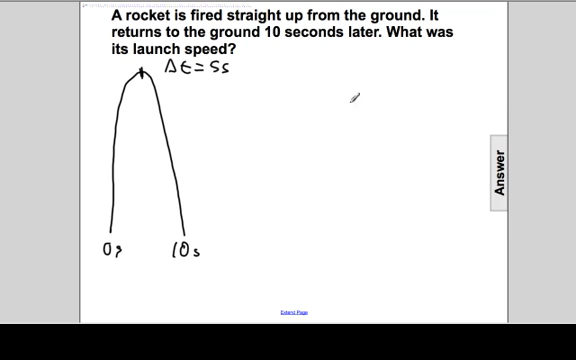 A rocket is fired straight up from the ground. It
returns to the ground 10 seconds later. What was
its launch speed?
Δt=5s
0s
10s
Answer
Extend Page